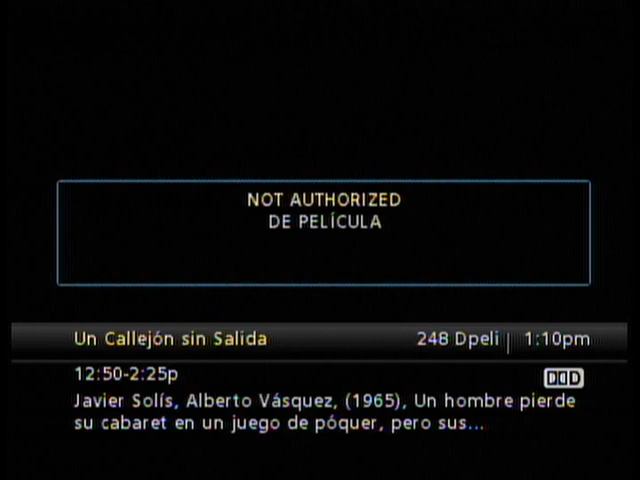 NOT AUTHORIZED
DE PELÍCULA
Un Callejón sin Salida 248 Dpeli 1:10pm
12:50-2:25p
Javier Solís, Alberto Vásquez, (1965), Un hombre pierde
su cabaret en un juego de póquer, pero sus...